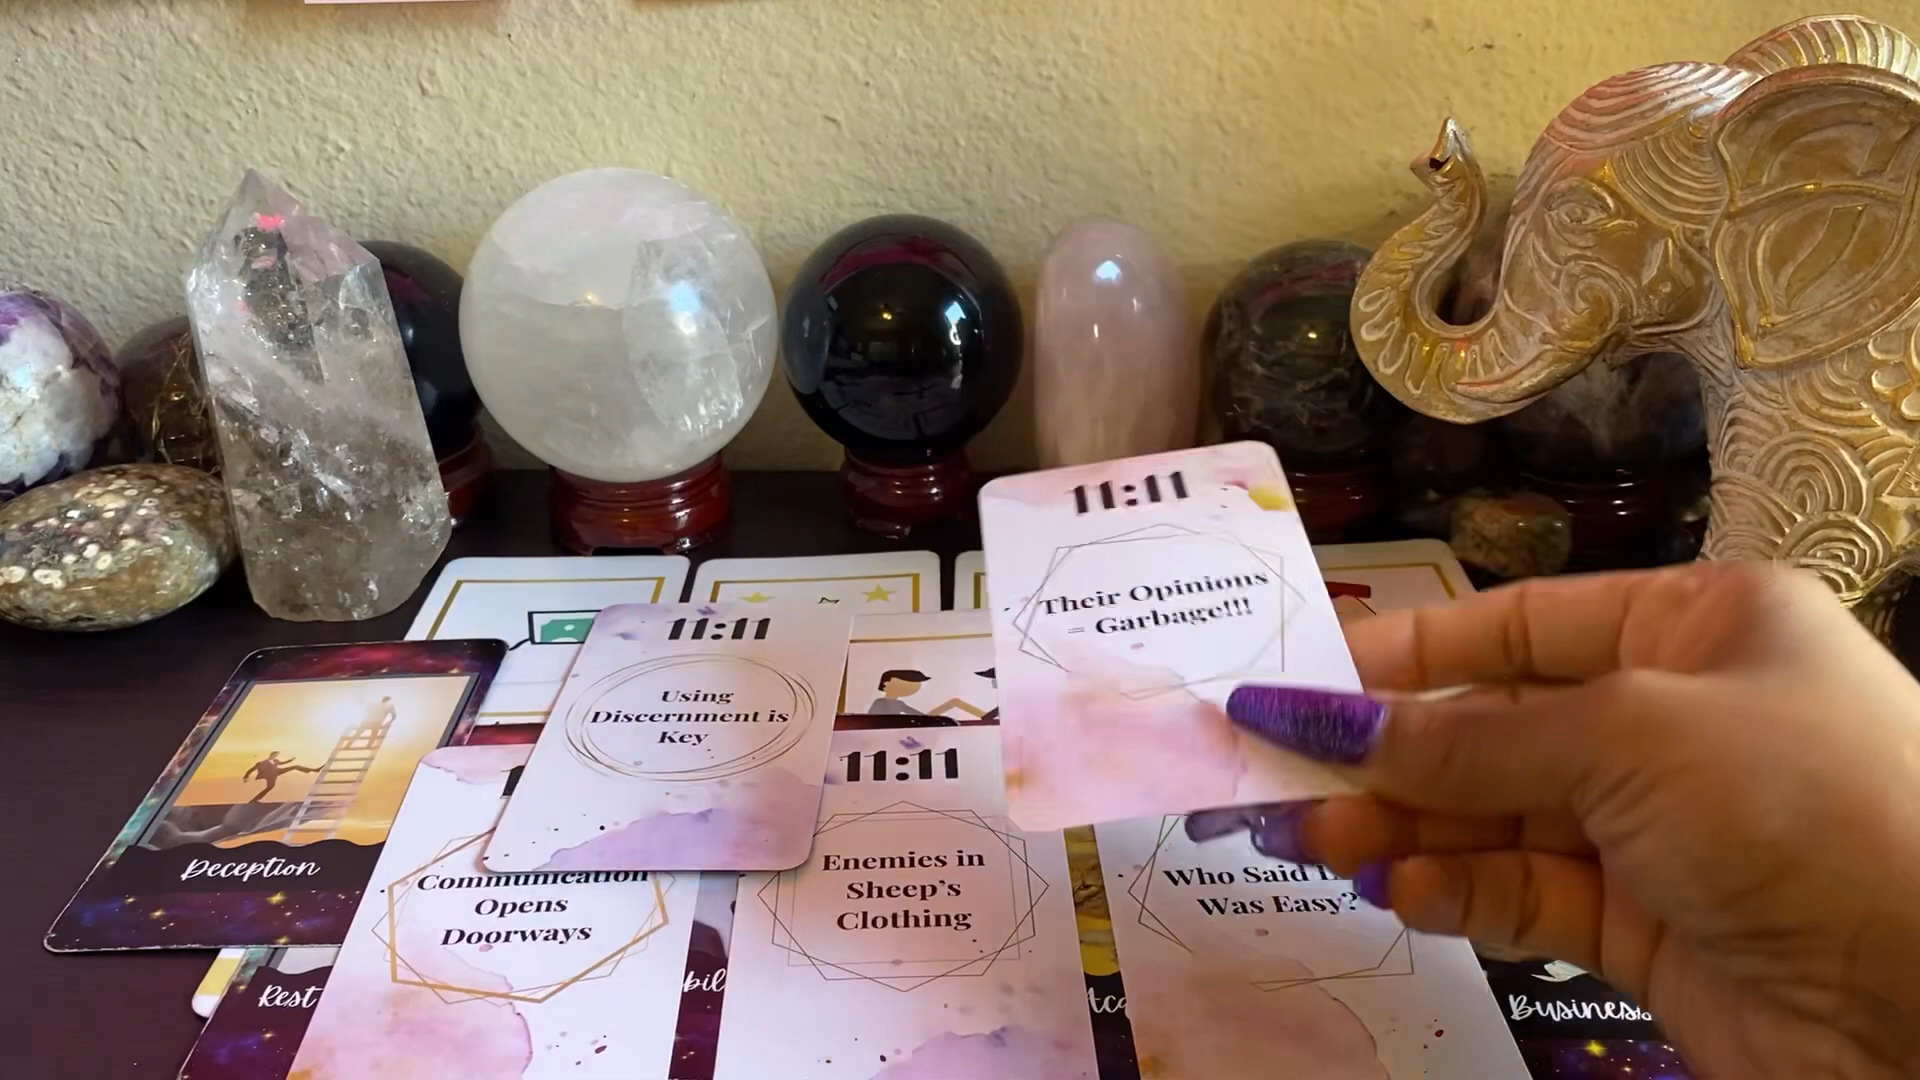 11:11
Their Opinions
= Garbage!!!
11:11
Using
Discernment is
Key
11:11
Enemies in
Sheep's
Clothing
Communication
Opens
Doorways
Who Said
Was Easy?
Deception
Rest
Business